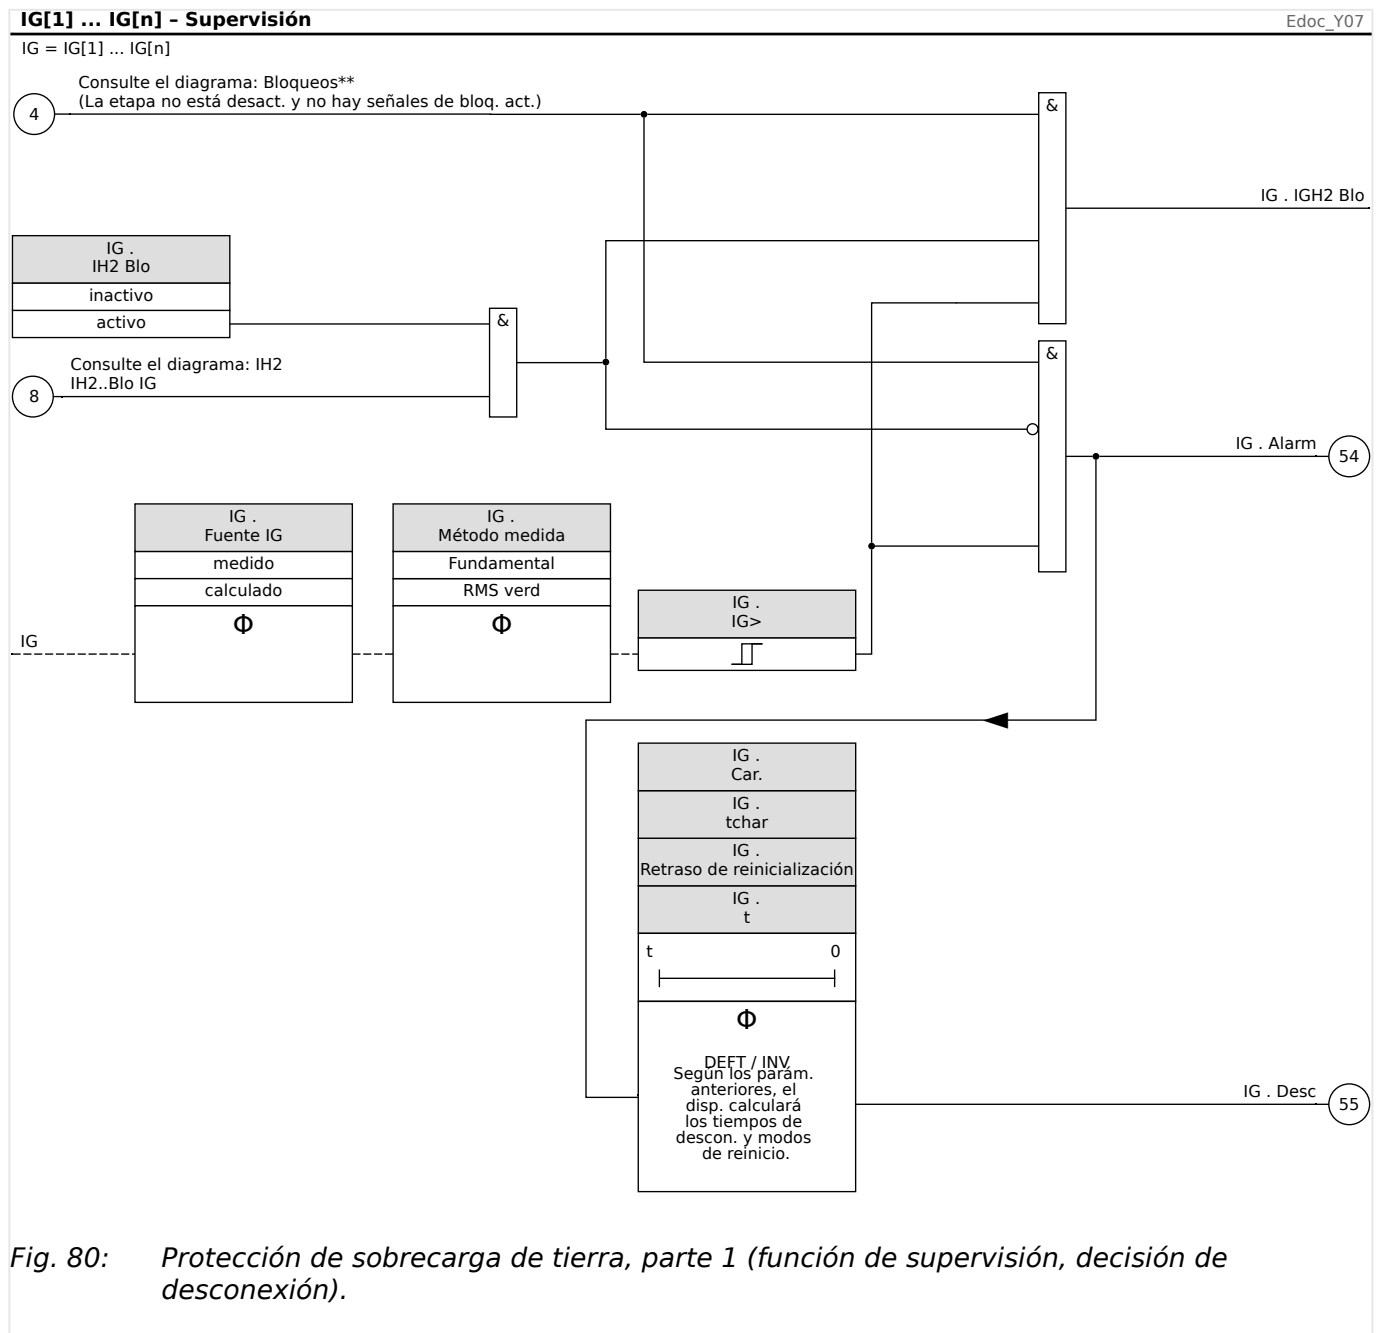 IG[1] ... IG[n] – Supervisión
Edoc_Y07
IG = IG[1] ... IG[n]
Consulte el diagrama: Bloqueos**
(La etapa no está desact. y no hay señales de bloq. act.)
4
&
IG . IGH2 Blo
IG .
IH2 Blo
inactivo
activo
&
&
Consulte el diagrama: IH2
IH2..Blo IG
8
IG . Alarm
54
IG .
Fuente IG
medido
calculado
Φ
IG .
Método medida
Fundamental
RMS verd
Φ
IG .
IG>
IG
IG .
Car.
IG .
tchar
IG .
Retraso de reinicialización
IG .
t
t 0
Φ
DEFT / INV
Según los parám.
anteriores, el
disp. calculará
los tiempos de
descon. y modos
de reinicio.
IG . Desc
55
Fig. 80: Protección de sobrecarga de tierra, parte 1 (función de supervisión, decisión de
desconexión).